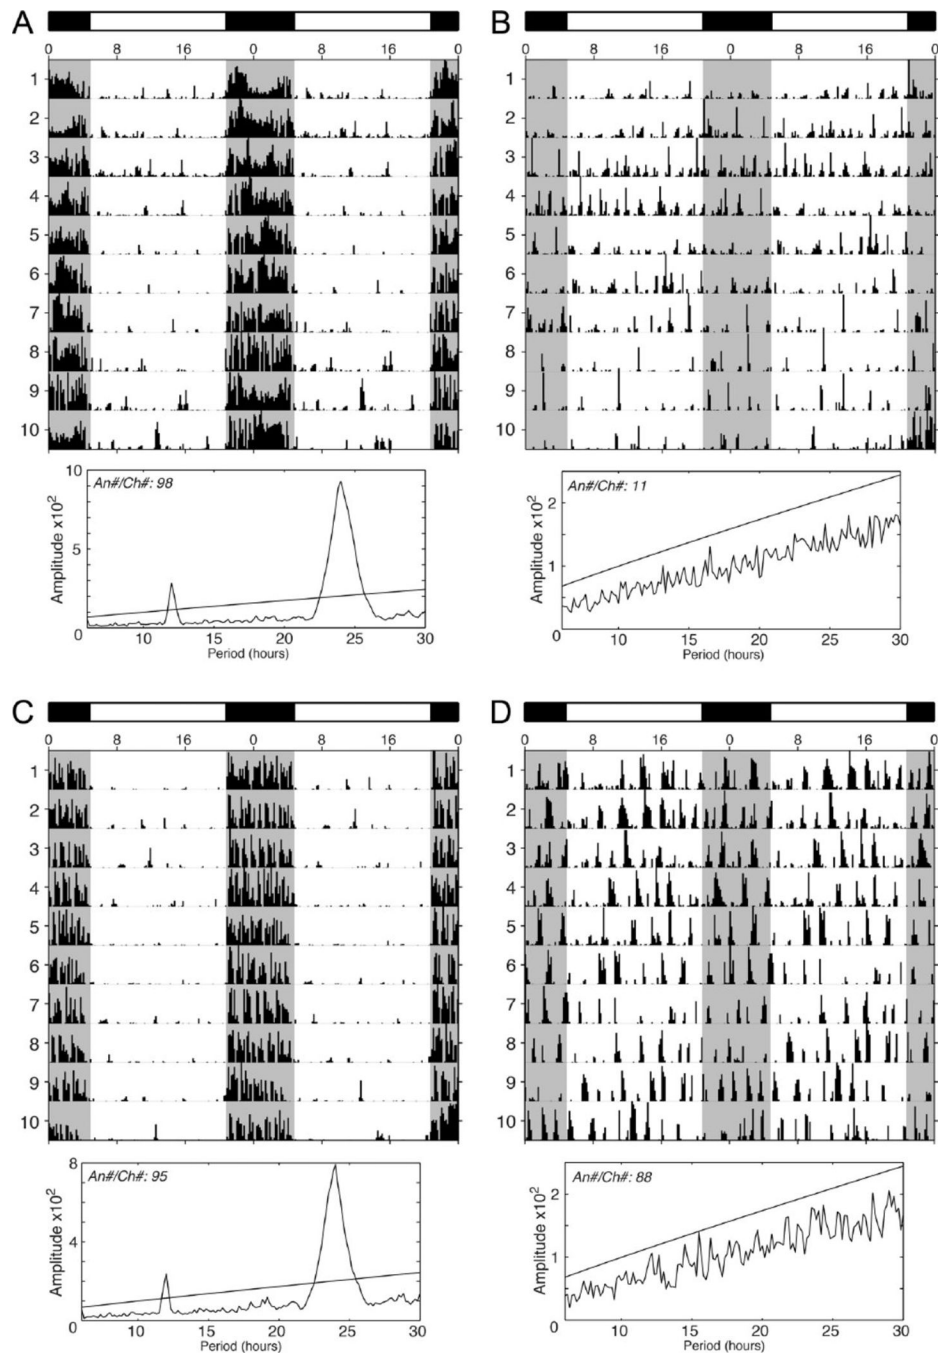 A B
0 8 16 0 8 16 0 0 8 16 0 8 16 0
1 1
2 2
3 3
4 4
5 5
6 6
7 7
8 8
9 9
10 10
An#/Ch#: 98
Amplitude x10²
10
5
0
10 15 20 25 30
Period (hours)
An#/Ch#: 11
Amplitude x10²
2
1
0
10 15 20 25 30
Period (hours)
C D
0 8 16 0 8 16 0 0 8 16 0 8 16 0
1 1
2 2
3 3
4 4
5 5
6 6
7 7
8 8
9 9
10 10
An#/Ch#: 95
Amplitude x10²
8
4
0
10 15 20 25 30
Period (hours)
An#/Ch#: 88
Amplitude x10²
2
1
0
10 15 20 25 30
Period (hours)